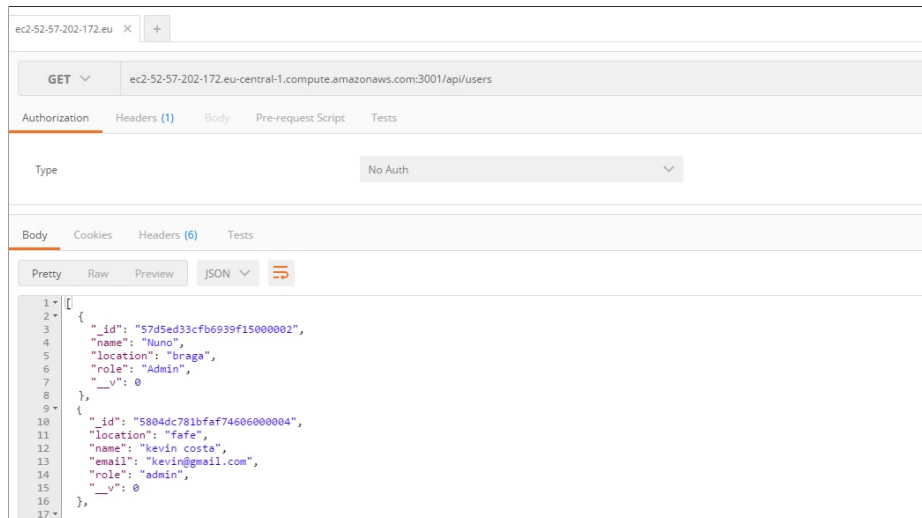 ec2-52-57-202-172.eu × +
GET ec2-52-57-202-172.eu-central-1.compute.amazonaws.com:3001/api/users
Authorization Headers (1) Body Pre-request Script Tests
Type No Auth
Body Cookies Headers (6) Tests
Pretty Raw Preview JSON
1 [
2 {
3 "_id": "57d5ed33cfb6939f15000002",
4 "name": "Nuno",
5 "location": "braga",
6 "role": "Admin",
7 "__v": 0
8 },
9 {
10 "_id": "5804dc781bfaf74606000004",
11 "location": "fafe",
12 "name": "kevin costa",
13 "email": "kevin@gmail.com",
14 "role": "admin",
15 "__v": 0
16 },
17